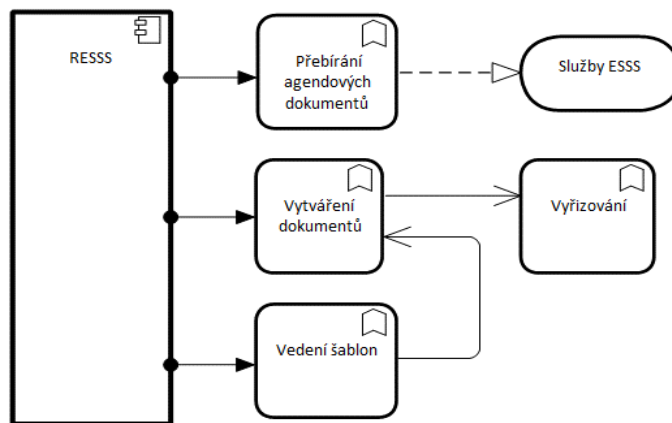 RESSS
Přebírání
agendových
dokumentů
Služby ESSS
Vytváření
dokumentů
Vyřizování
Vedení šablon